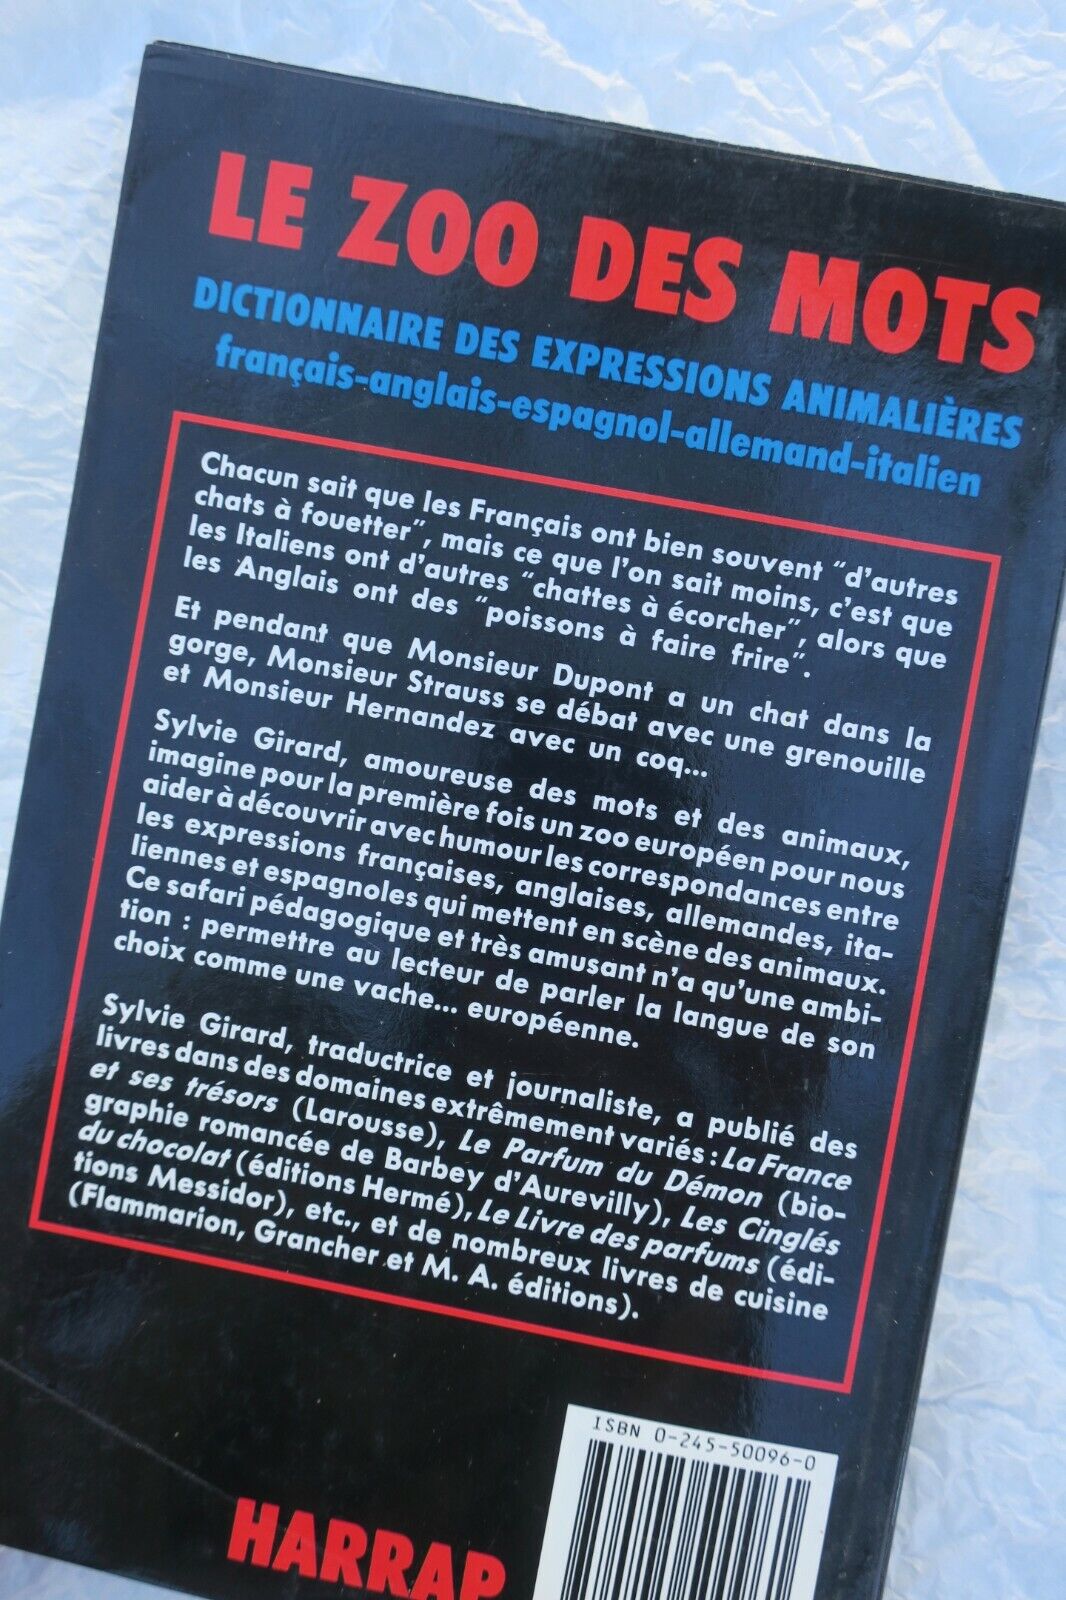 LE ZOO DES MOTS
DICTIONNAIRE DES EXPRESSIONS ANIMALIÈRES
français-anglais-espagnol-allemand-italien
Chacun sait que les Français ont bien souvent "d'autres
chats à fouetter", mais ce que l'on sait moins, c'est que
les Italiens ont d'autres "chattes à écorcher", alors que
les Anglais ont des "poissons à faire frire".
Et pendant que Monsieur Dupont a un chat dans la
gorge, Monsieur Strauss se débat avec une grenouille
et Monsieur Hernandez avec un coq...
Sylvie Girard, amoureuse des mots et des animaux,
imagine pour la première fois un zoo européen pour nous
aider à découvrir avec humour les correspondances entre
les expressions françaises, anglaises, allemandes, ita-
liennes et espagnoles qui mettent en scène des animaux.
Ce safari pédagogique et très amusant n'a qu'une ambi-
tion : permettre au lecteur de parler la langue de son
choix comme une vache... européenne.
Sylvie Girard, traductrice et journaliste, a publié des
livres dans des domaines extrêmement variés : La France
et ses trésors (Larousse), Le Parfum du Démon (bio-
graphie romancée de Barbey d'Aurevilly), Les Cinglés
du chocolat (éditions Hermé), Le Livre des parfums (édi-
tions Messidor), etc., et de nombreux livres de cuisine
(Flammarion, Grancher et M. A. éditions).
ISBN 0-245-50096-0
HARRAP